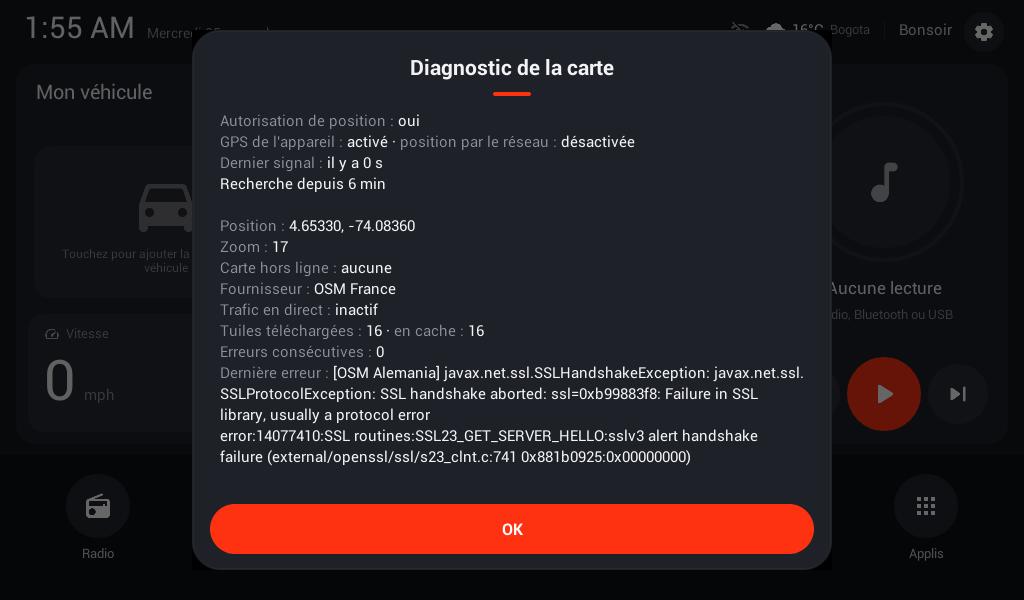 1:55 AM
Mercredi
16°C Bogota
Bonsoir
Mon véhicule
Diagnostic de la carte
Autorisation de position : oui
GPS de l'appareil : activé · position par le réseau : désactivée
Dernier signal : il y a 0 s
Recherche depuis 6 min
Position : 4.65330, -74.08360
Zoom : 17
Carte hors ligne : aucune
Fournisseur : OSM France
Trafic en direct : inactif
Tuiles téléchargées : 16 · en cache : 16
Erreurs consécutives : 0
Dernière erreur : [OSM Alemania] javax.net.ssl.SSLHandshakeException: javax.net.ssl.
SSLProtocolException: SSL handshake aborted: ssl=0xb99883f8: Failure in SSL
library, usually a protocol error
error:14077410:SSL routines:SSL23_GET_SERVER_HELLO:sslv3 alert handshake
failure (external/openssl/ssl/s23_clnt.c:741 0x881b0925:0x00000000)
OK
Touchez pour ajouter la
véhicule
Vitesse
0 mph
Aucune lecture
Bluetooth ou USB
Radio
Applis